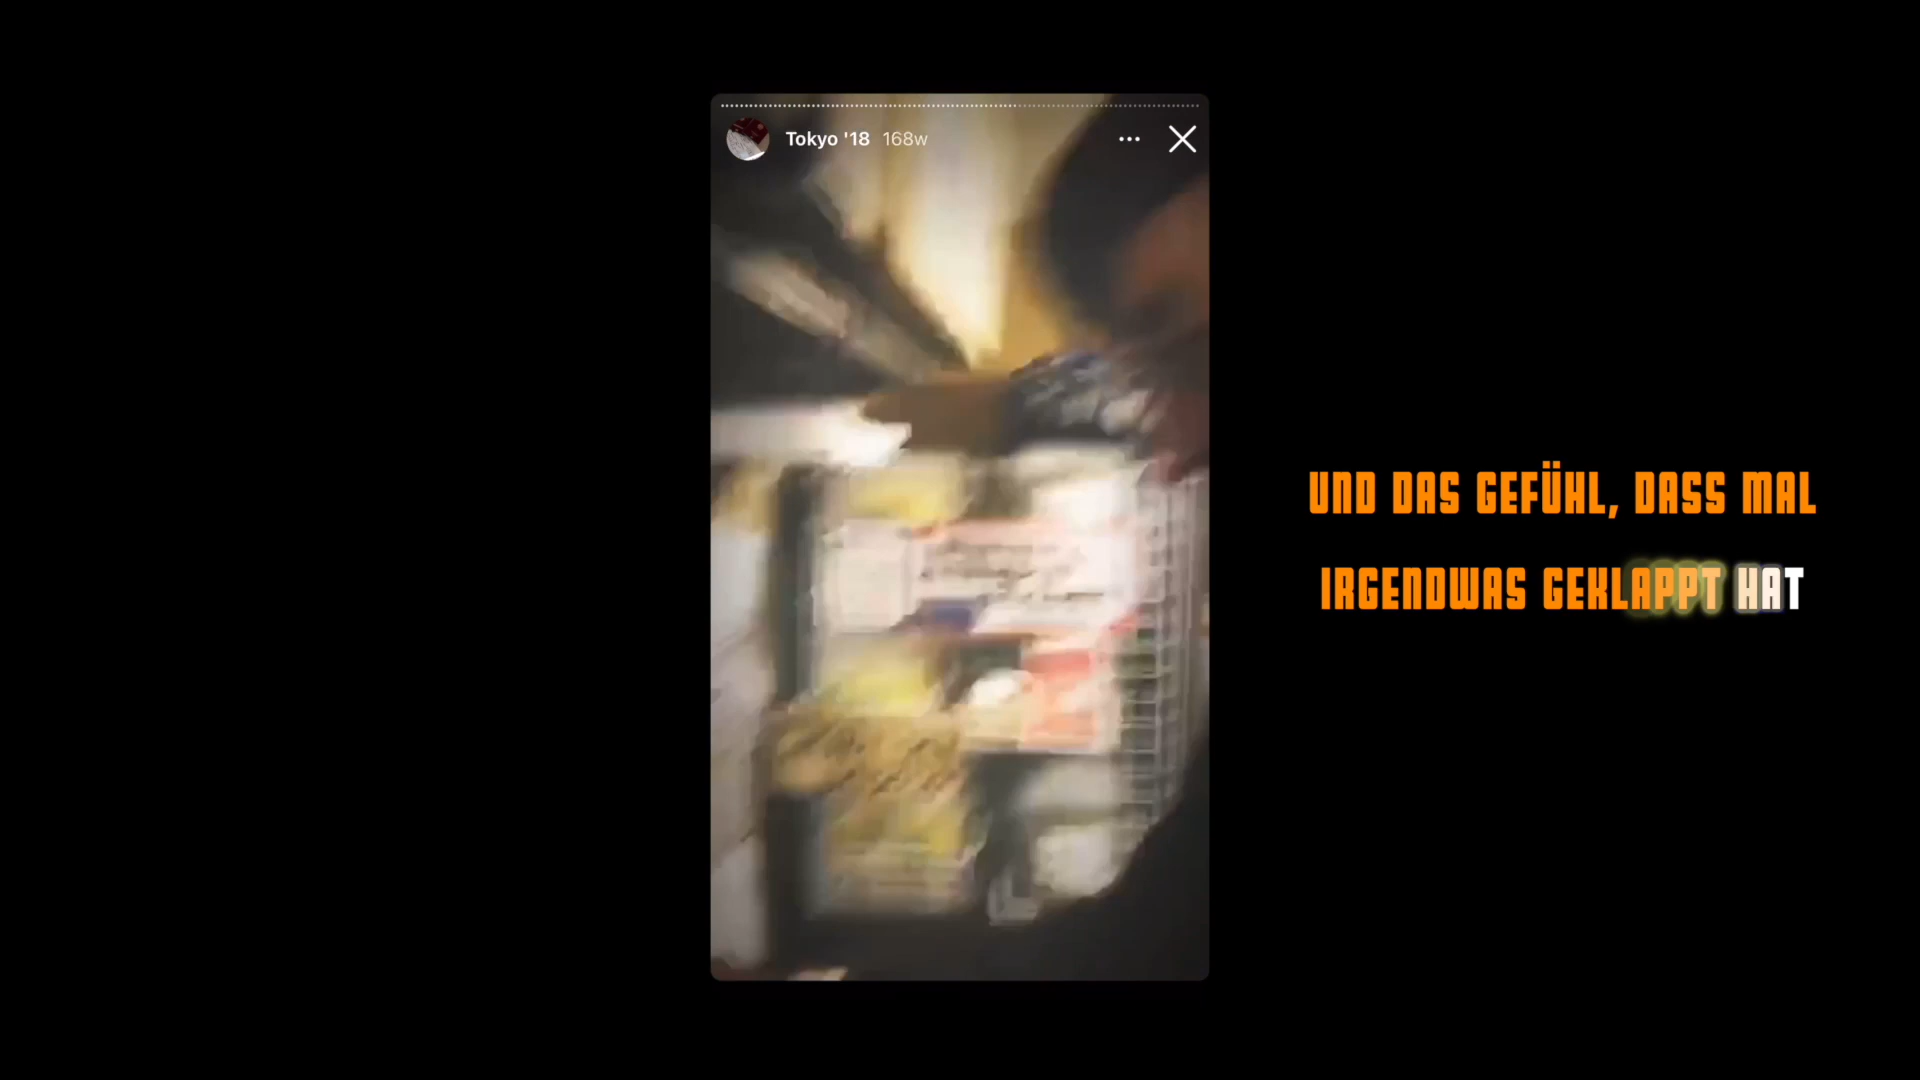 Tokyo '18 168w
UND DAS GEFÜHL, DASS MAL
IRGENDWAS GEKLAPPT HAT